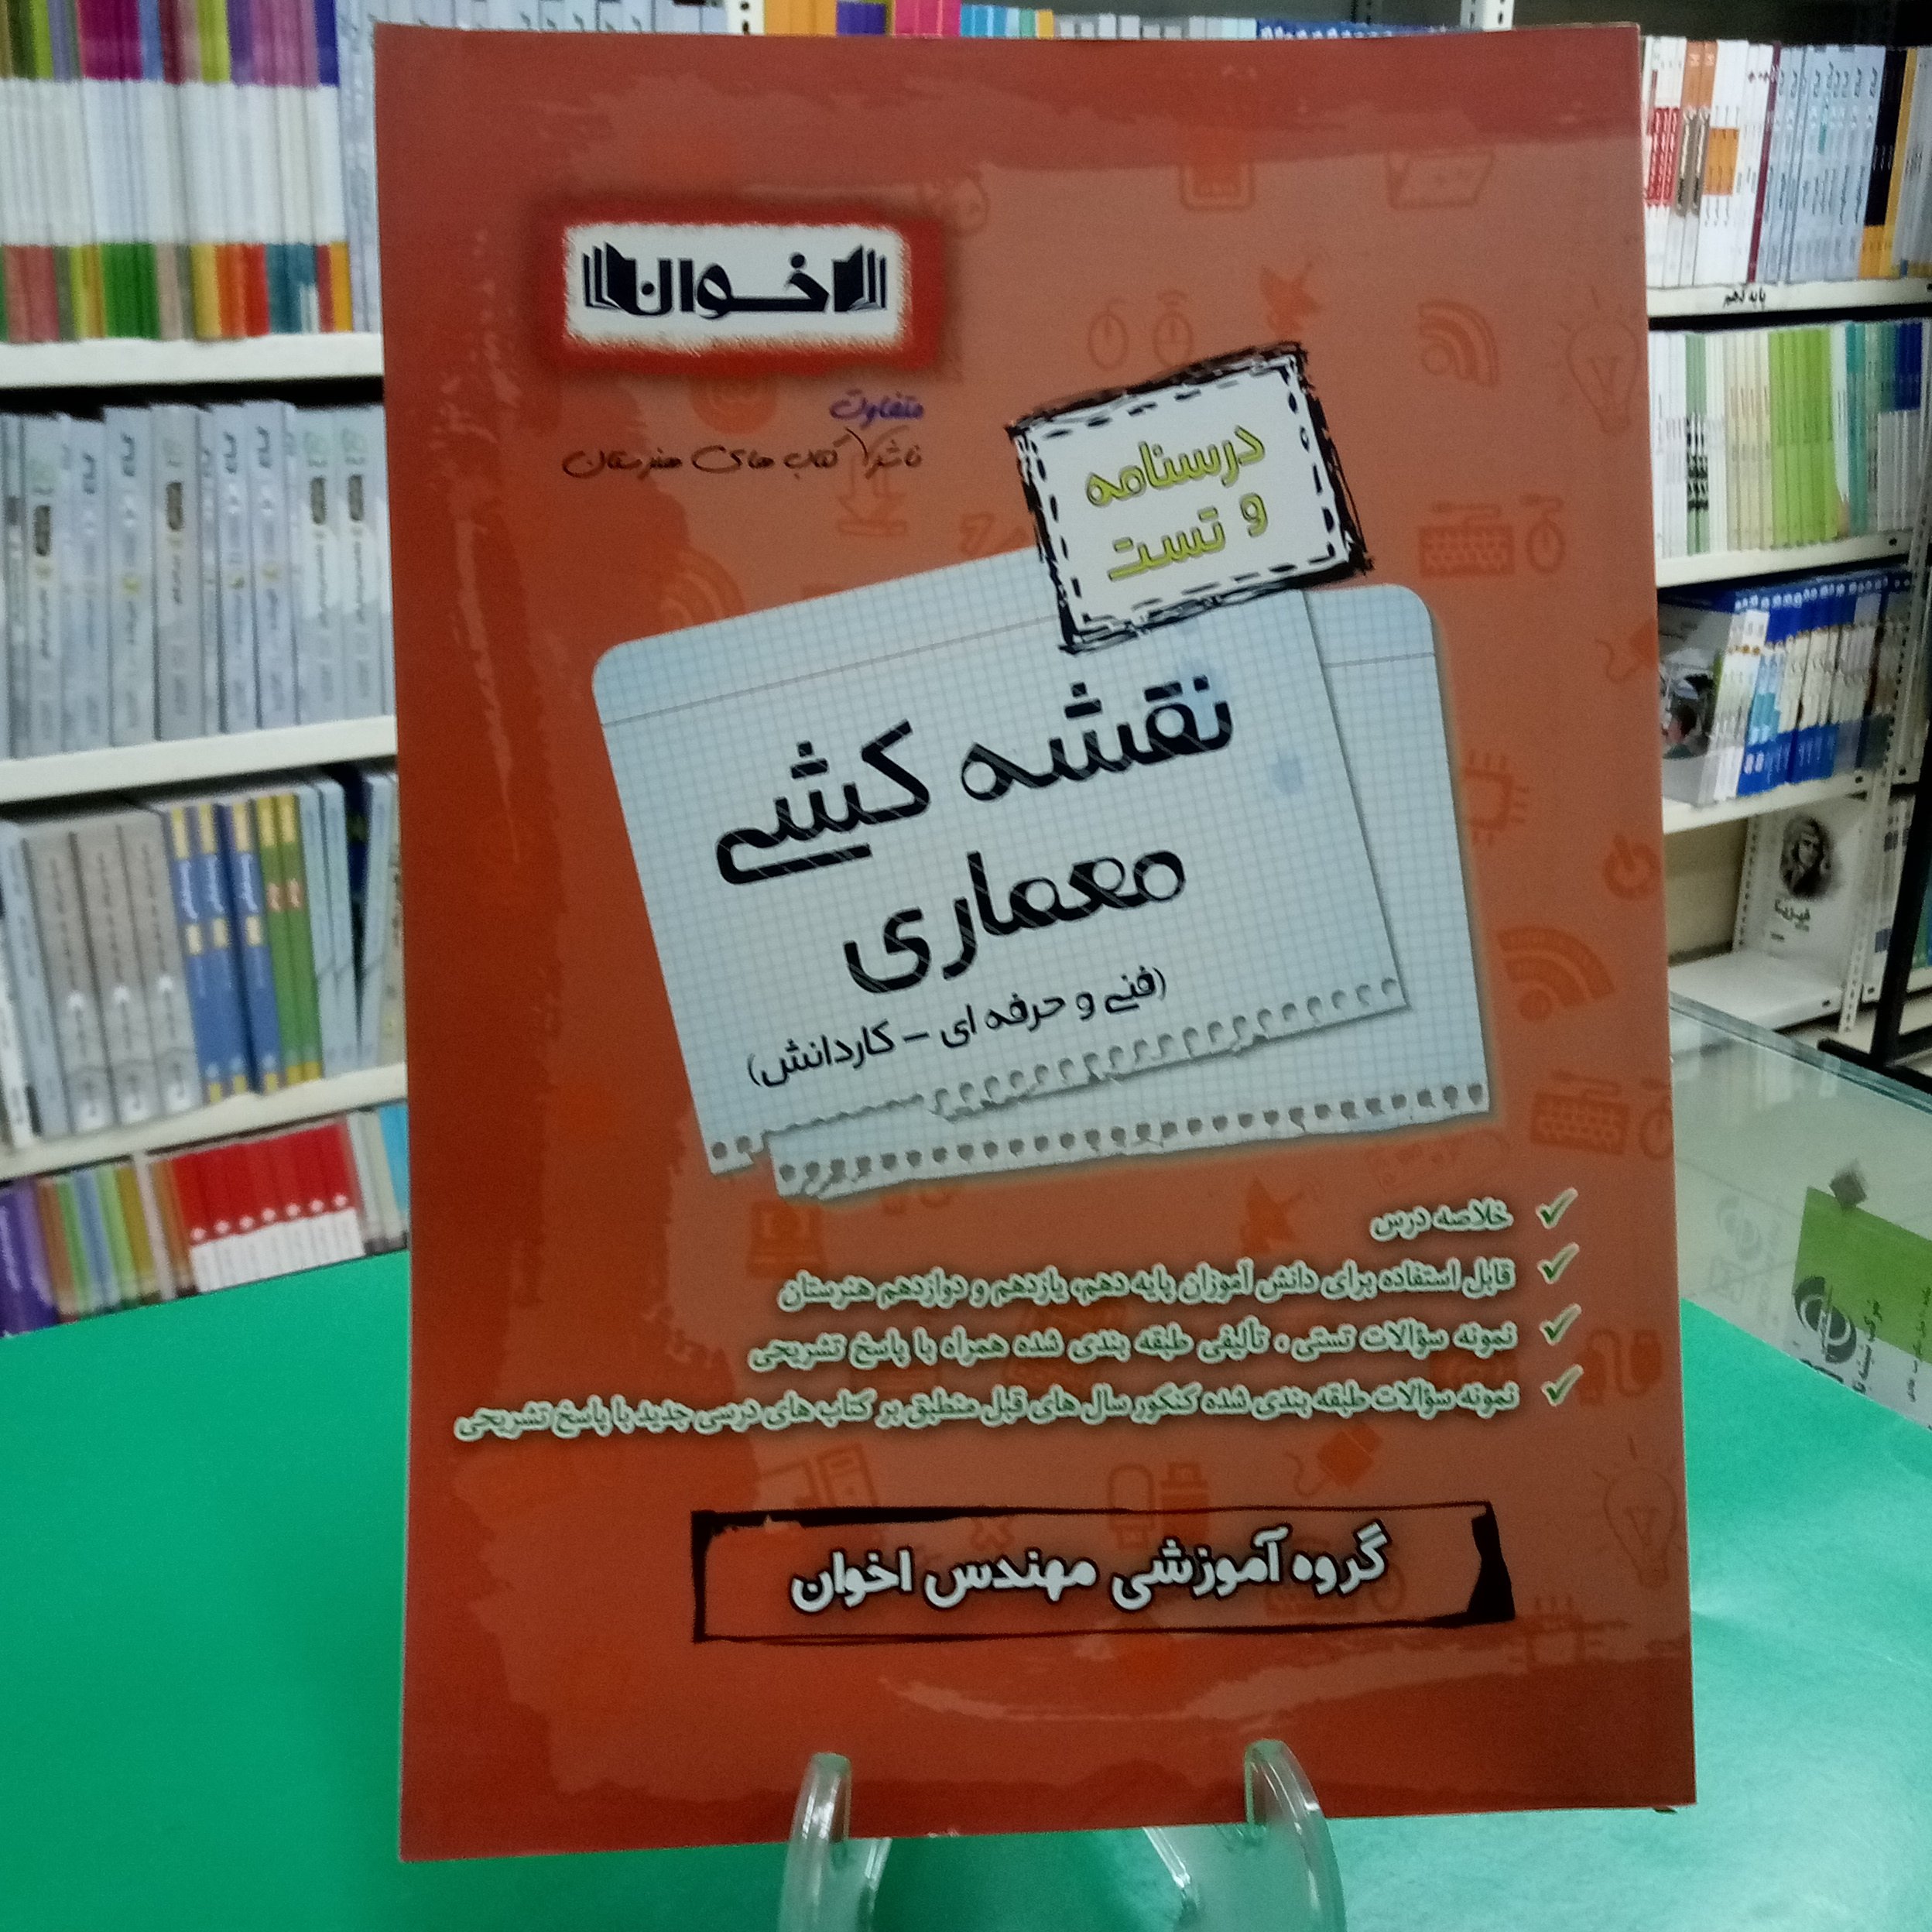 اخوان
متفاوت
ناشر کتاب های هنرستان
درسنامه
و تست
نقشه کشی
معماری
(فنی و حرفه ای - کاردانش)
خلاصه درس
قابل استفاده برای دانش آموزان پایه دهم، یازدهم و دوازدهم هنرستان
نمونه سؤالات تستی ، تألیفی طبقه بندی شده همراه با پاسخ تشریحی
نمونه سؤالات طبقه بندی شده کنکور سال های قبل منطبق بر کتاب های درسی جدید با پاسخ تشریحی
گروه آموزشی مهندس اخوان
پایه دهم
فیزیک